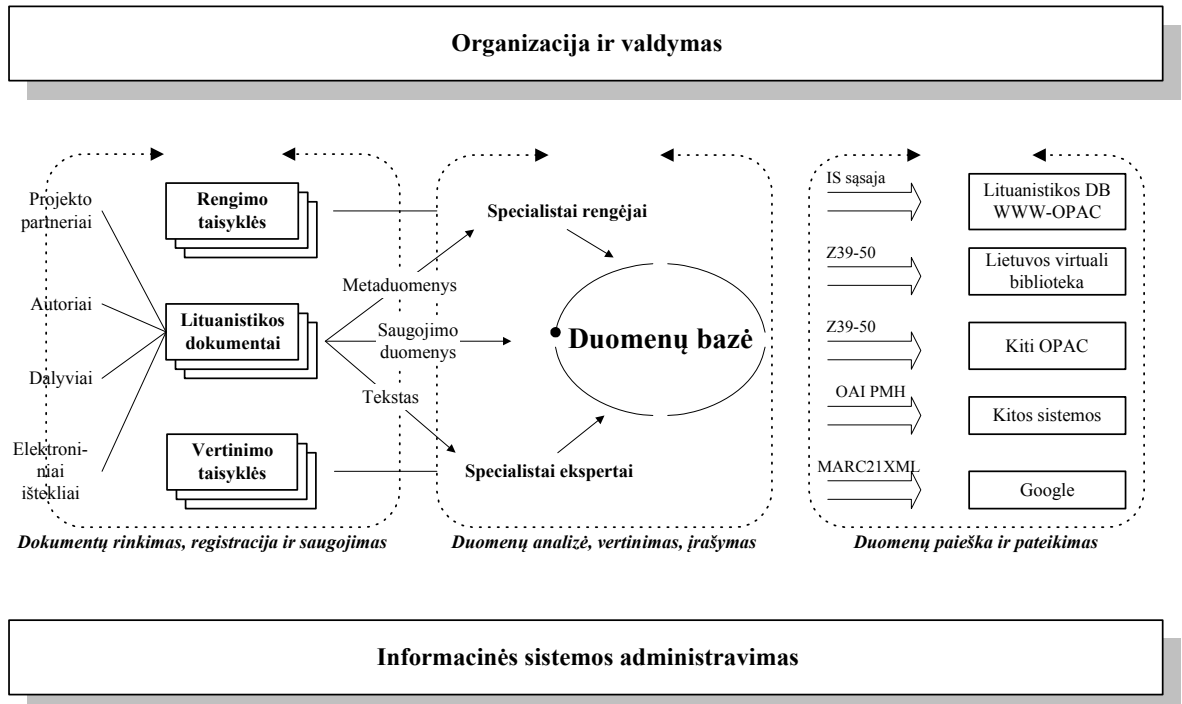 Organizacija ir valdymas
Projekto
partneriai
Autoriai
Dalyviai
Elektroni-
niai
ištekliai
Rengimo
taisyklės
Lituanistikos
dokumentai
Vertinimo
taisyklės
Dokumentų rinkimas, registracija ir saugojimas
Metaduomenys
Saugojimo
duomenys
Tekstas
Specialistai rengėjai
Duomenų bazė
Specialistai ekspertai
Duomenų analizė, vertinimas, įrašymas
IS sąsaja
Lituanistikos DB
WWW-OPAC
Z39-50
Lietuvos virtuali
biblioteka
Z39-50
Kiti OPAC
OAI PMH
Kitos sistemos
MARC21XML
Google
Duomenų paieška ir pateikimas
Informacinės sistemos administravimas